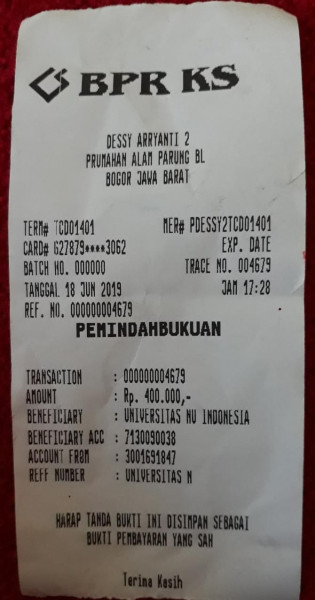 BPR KS
DESSY ARRYANTI 2
PRUMAHAN ALAM PARUNG BL
BOGOR JAWA BARAT
TERM# TCD01401 MER# PDESSY2TCD01401
CARD# 627879****3062 EXP. DATE
BATCH NO. 000000 TRACE NO. 004679
TANGGAL 18 JUN 2019 JAM 17:28
REF. NO. 000000004679
PEMINDAHBUKUAN
TRANSACTION : 000000004679
AMOUNT : Rp. 400.000,-
BENEFICIARY : UNIVERSITAS NU INDONESIA
BENEFICIARY ACC : 7130090038
ACCOUNT FROM : 3001691847
REFF NUMBER : UNIVERSITAS N
HARAP TANDA BUKTI INI DISIMPAN SEBAGAI
BUKTI PEMBAYARAN YANG SAH
Terima Kasih